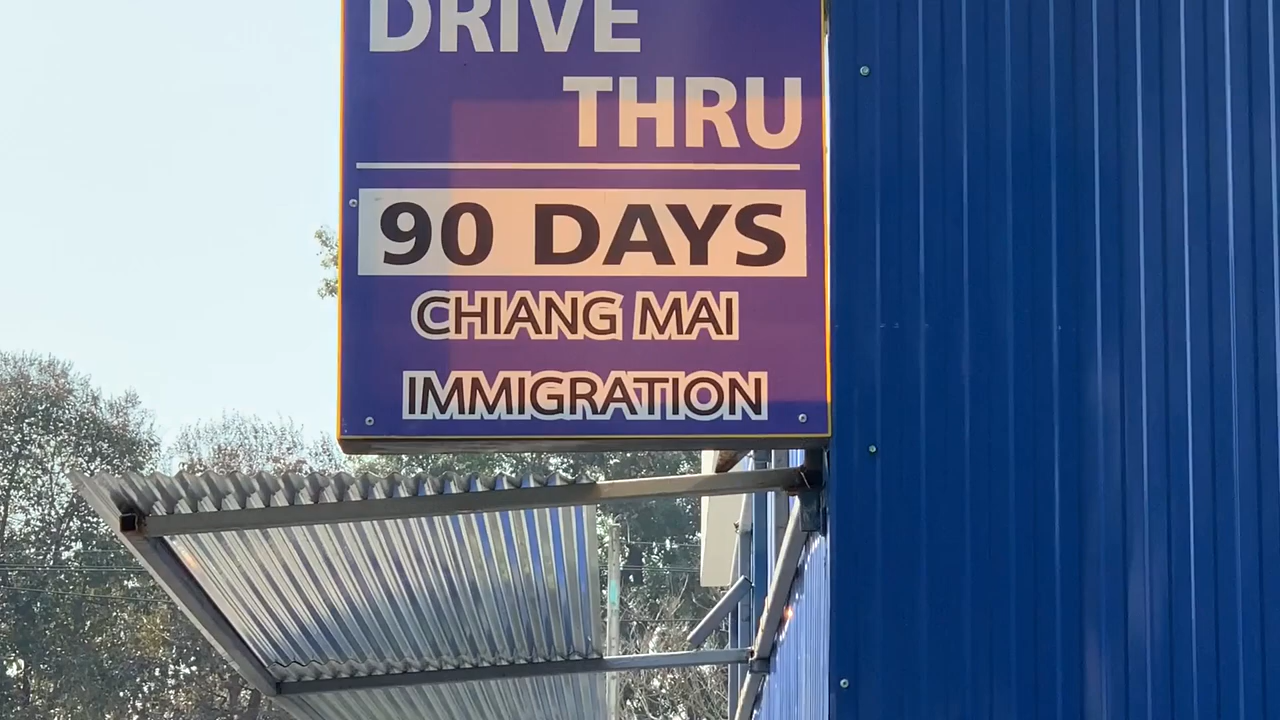 DRIVE
THRU
90 DAYS
CHIANG MAI
IMMIGRATION